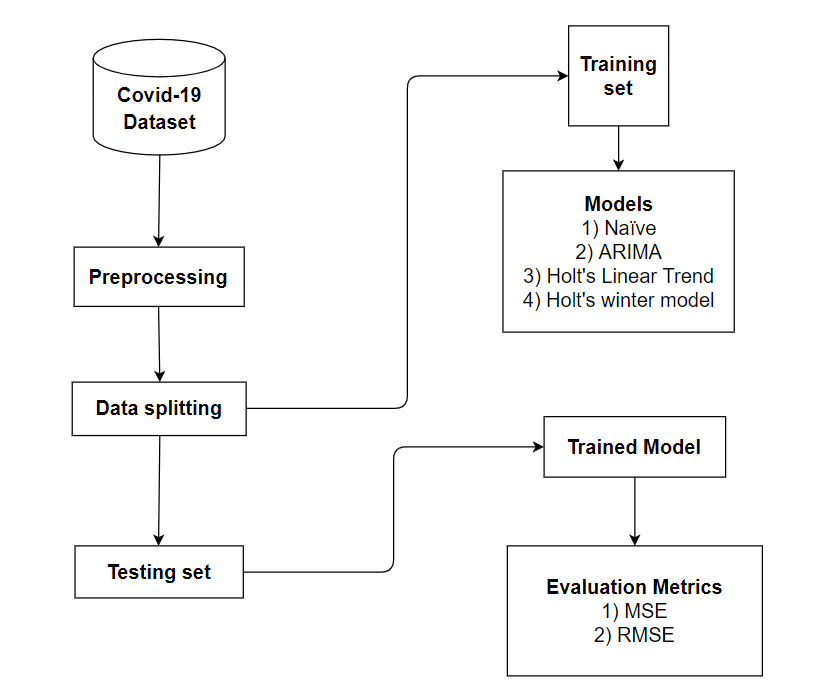 Covid-19
Dataset
Preprocessing
Data splitting
Testing set
Training
set
Models
1) Naïve
2) ARIMA
3) Holt's Linear Trend
4) Holt's winter model
Trained Model
Evaluation Metrics
1) MSE
2) RMSE